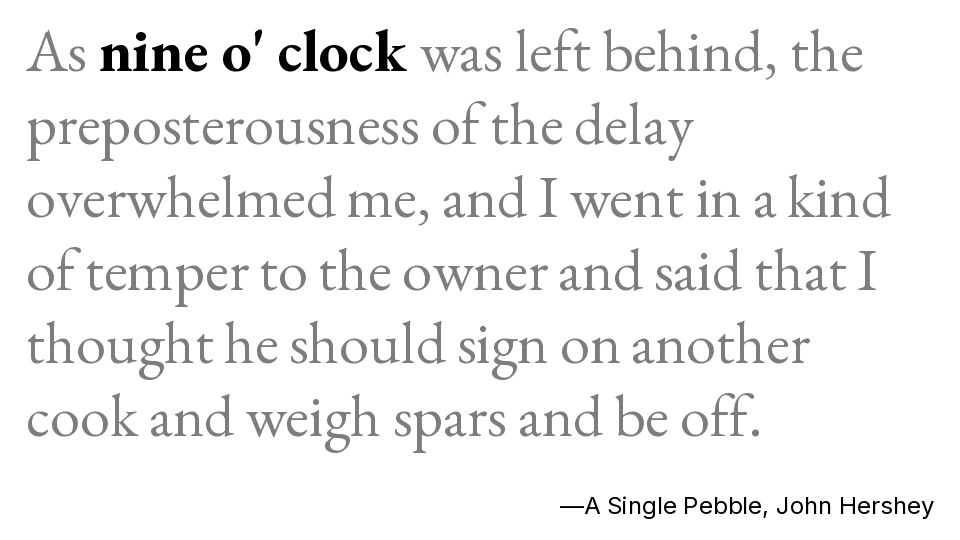 As nine o' clock was left behind, the
preposterousness of the delay
overwhelmed me, and I went in a kind
of temper to the owner and said that I
thought he should sign on another
cook and weigh spars and be off.
—A Single Pebble, John Hershey